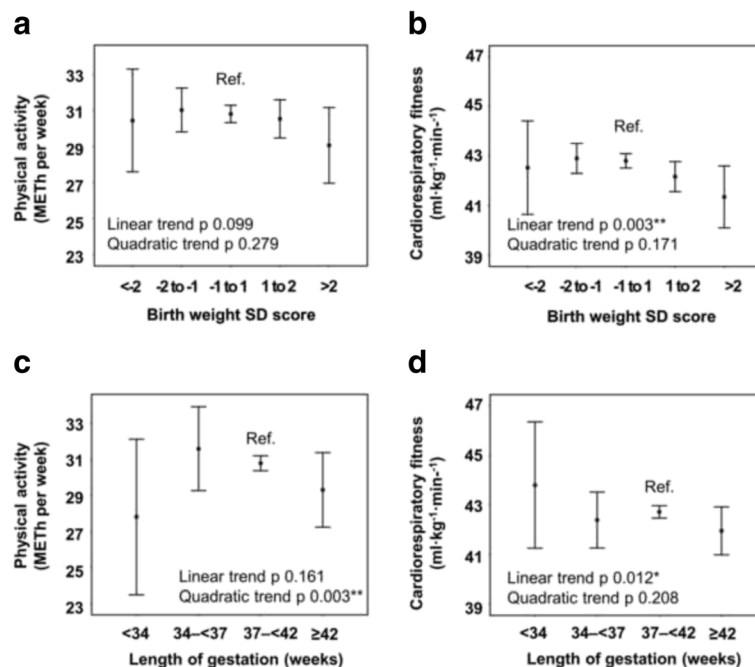 a
Physical activity
(METh per week)
33
31
29
27
25
23
Ref.
Linear trend p 0.099
Quadratic trend p 0.279
<-2
-2 to -1
-1 to 1
1 to 2
>2
Birth weight SD score
b
Cardiorespiratory fitness
(ml·kg⁻¹·min-⁻¹)
47
45
43
41
39
Ref.
Linear trend p 0.003**
Quadratic trend p 0.171
<-2
-2 to -1
-1 to 1
1 to 2
>2
Birth weight SD score
c
Physical activity
(METh per week)
33
31
29
27
25
23
Ref.
Linear trend p 0.161
Quadratic trend p 0.003**
<34
34–<37
37–<42
≥42
Length of gestation (weeks)
d
Cardiorespiratory fitness
(ml·kg⁻¹·min-⁻¹)
47
45
43
41
39
Ref.
Linear trend p 0.012*
Quadratic trend p 0.208
<34
34–<37
37–<42
≥42
Length of gestation (weeks)